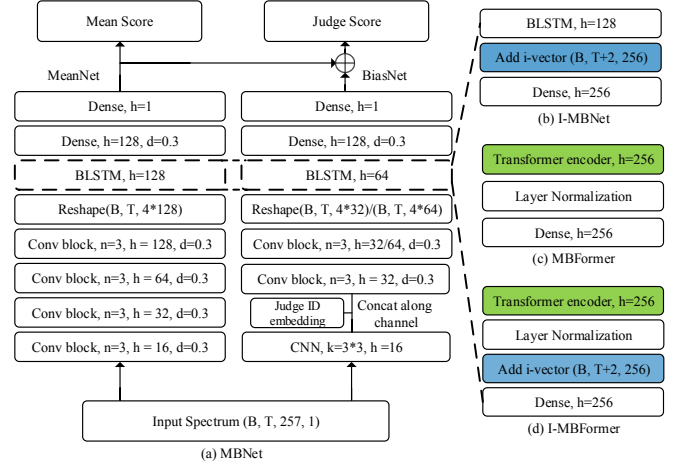 Mean Score
Judge Score
MeanNet
BiasNet
Dense, h=1
Dense, h=1
Dense, h=128, d=0.3
Dense, h=128, d=0.3
BLSTM, h=128
BLSTM, h=64
Reshape(B, T, 4*128)
Reshape(B, T, 4*32)/(B, T, 4*64)
Conv block, n=3, h = 128, d=0.3
Conv block, n=3, h=32/64, d=0.3
Conv block, n=3, h = 64, d=0.3
Conv block, n=3, h = 32, d=0.3
Conv block, n=3, h = 32, d=0.3
Judge ID
embedding
Concat along
channel
Conv block, n=3, h = 16, d=0.3
CNN, k=3*3, h =16
Input Spectrum (B, T, 257, 1)
(a) MBNet
BLSTM, h=128
Add i-vector (B, T+2, 256)
Dense, h=256
(b) I-MBNet
Transformer encoder, h=256
Layer Normalization
Dense, h=256
(c) MBFormer
Transformer encoder, h=256
Layer Normalization
Add i-vector (B, T+2, 256)
Dense, h=256
(d) I-MBFormer